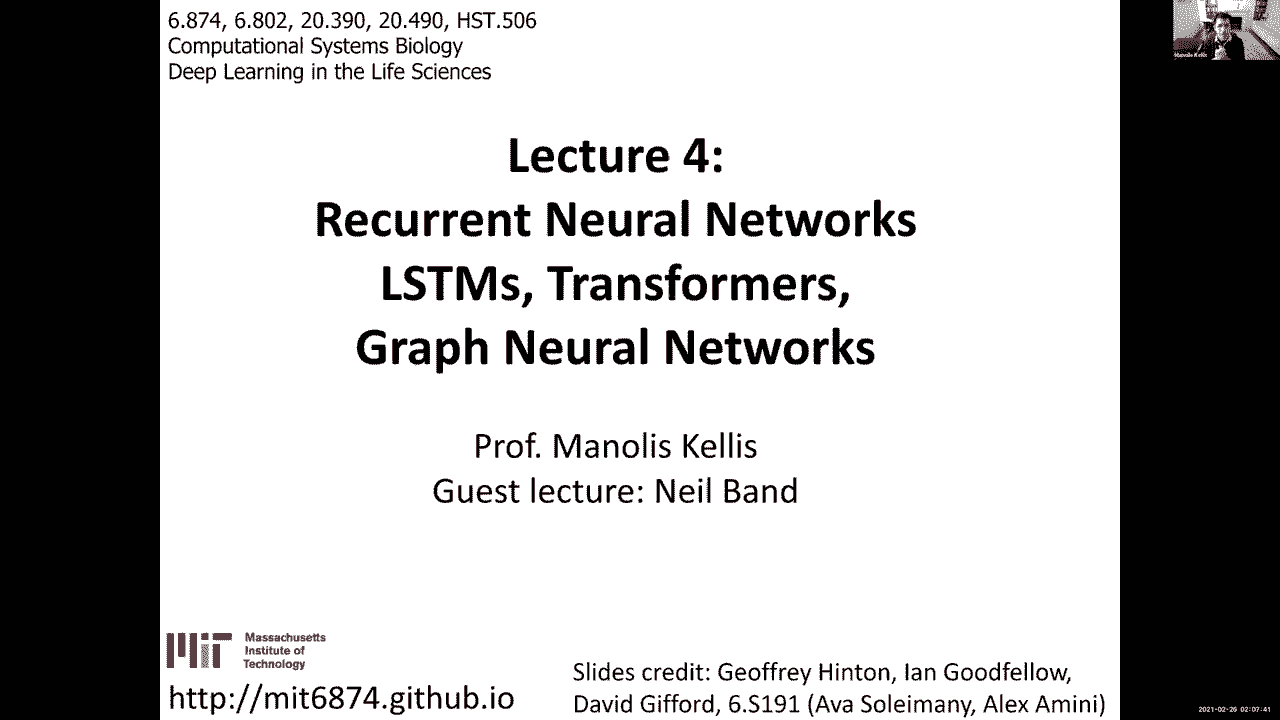 6.874, 6.802, 20.390, 20.490, HST.506
Computational Systems Biology
Deep Learning in the Life Sciences
Lecture 4:
Recurrent Neural Networks
LSTMs, Transformers,
Graph Neural Networks
Prof. Manolis Kellis
Guest lecture: Neil Band
Massachusetts
Institute of
Technology
http://mit6874.github.io
Slides credit: Geoffrey Hinton, Ian Goodfellow,
David Gifford, 6.S191 (Ava Soleimany, Alex Amini)
Manolis Kellis
2021-02-26 02:07:41